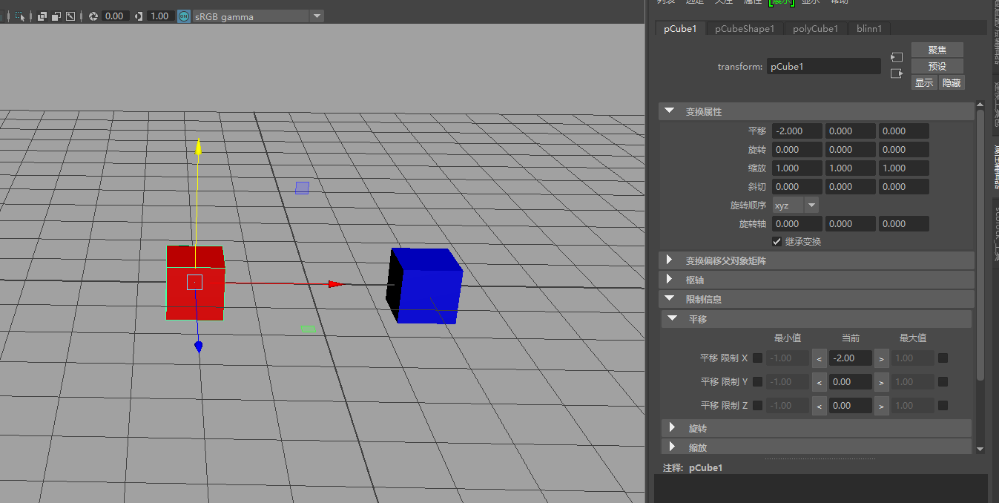 0.00 1.00 ON sRGB gamma
列表 选定 关注 属性 展示 显示 帮助
pCube1 pCubeShape1 polyCube1 blinn1
聚焦
transform: pCube1
预设
显示 隐藏
变换属性
平移 -2.000 0.000 0.000
旋转 0.000 0.000 0.000
缩放 1.000 1.000 1.000
斜切 0.000 0.000 0.000
旋转顺序 xyz
旋转轴 0.000 0.000 0.000
继承变换
变换偏移父对象矩阵
枢轴
限制信息
平移
最小值 当前 最大值
平移 限制 X -1.00 < -2.00 > 1.00
平移 限制 Y -1.00 < 0.00 > 1.00
平移 限制 Z -1.00 < 0.00 > 1.00
旋转
缩放
注释: pCube1